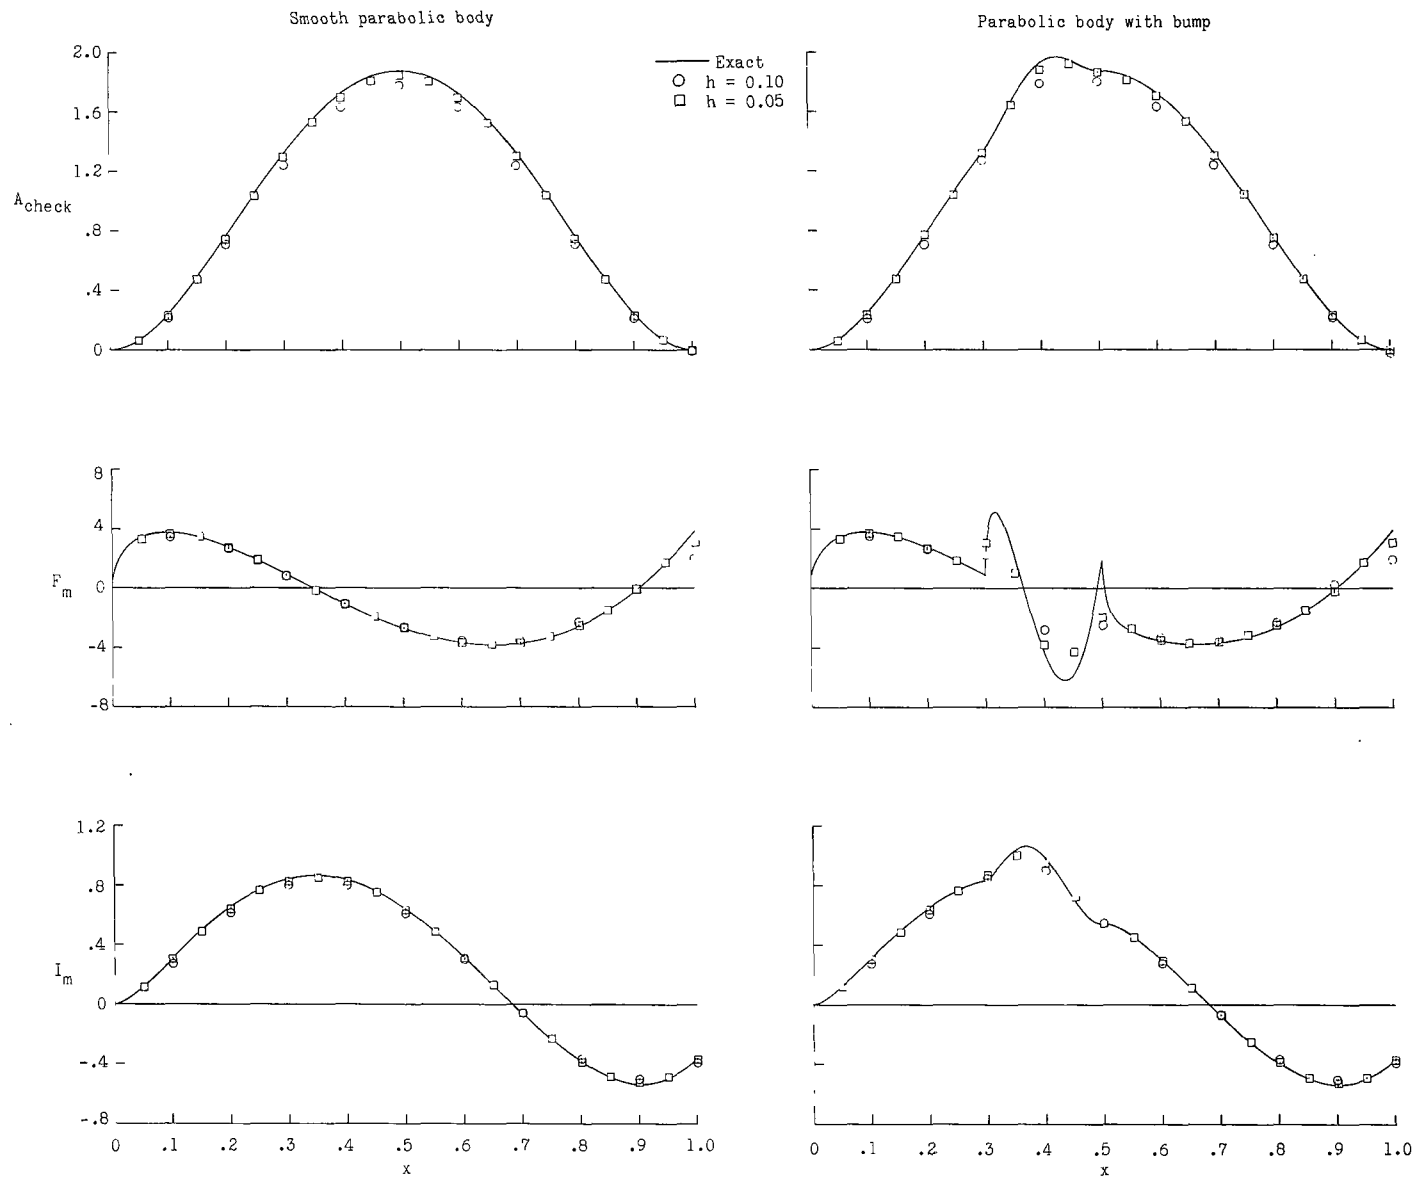 Smooth parabolic body
Parabolic body with bump
Exact
h = 0.10
h = 0.05
2.0
1.6
1.2
.8
.4
0
A_check
8
4
0
-4
-8
F_m
1.2
.8
.4
0
-.4
-.8
I_m
0 .1 .2 .3 .4 .5 .6 .7 .8 .9 1.0
x
0 .1 .2 .3 .4 .5 .6 .7 .8 .9 1.0
x